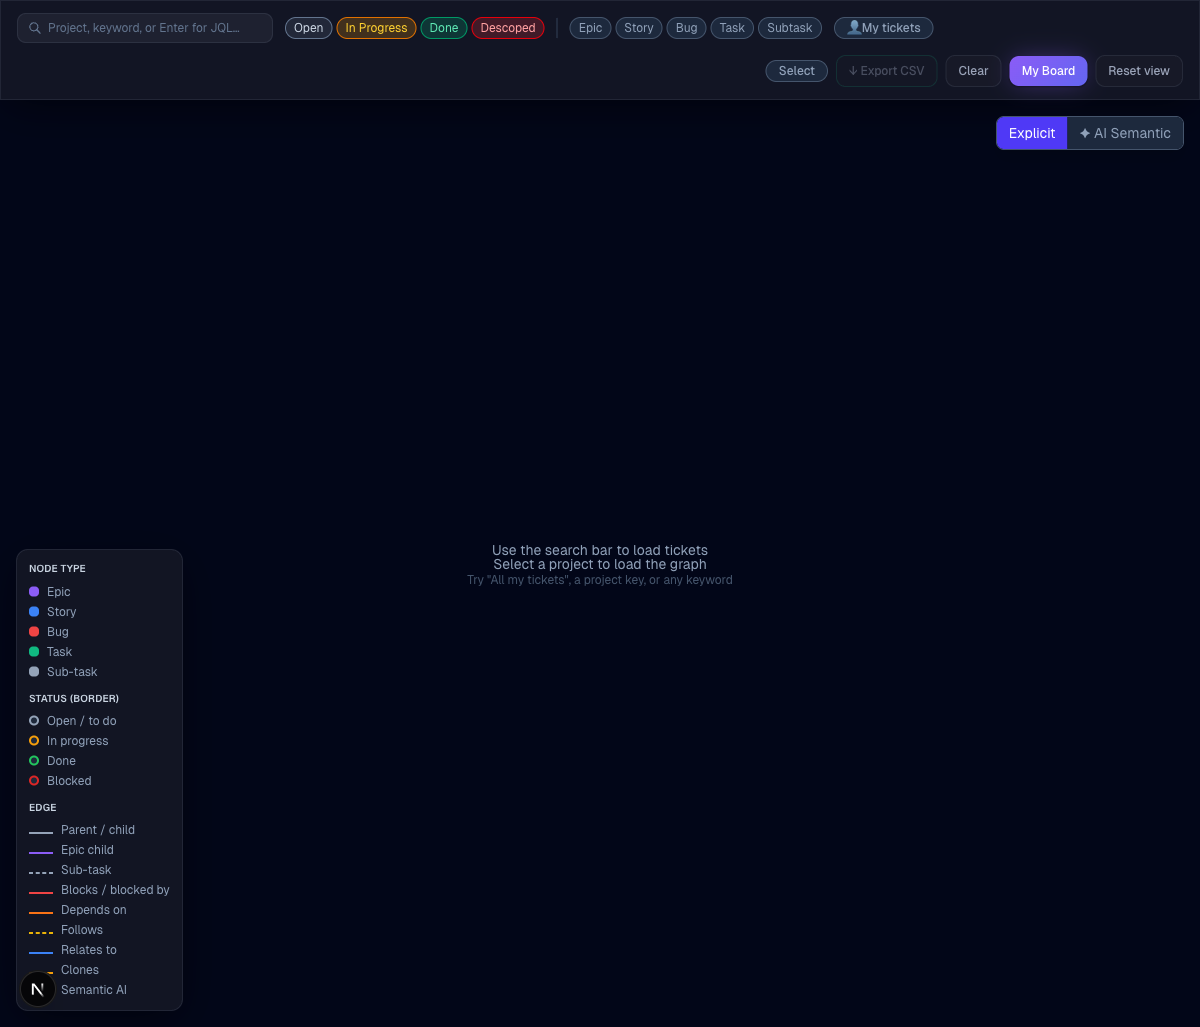 Project, keyword, or Enter for JQL...
Open In Progress Done Descoped Epic Story Bug Task Subtask 👤My tickets
Select ↓ Export CSV Clear My Board Reset view
Explicit ✦ AI Semantic
Use the search bar to load tickets
Select a project to load the graph
Try "All my tickets", a project key, or any keyword
NODE TYPE
Epic
Story
Bug
Task
Sub-task
STATUS (BORDER)
Open / to do
In progress
Done
Blocked
EDGE
Parent / child
Epic child
Sub-task
Blocks / blocked by
Depends on
Follows
Relates to
Clones
Semantic AI
N